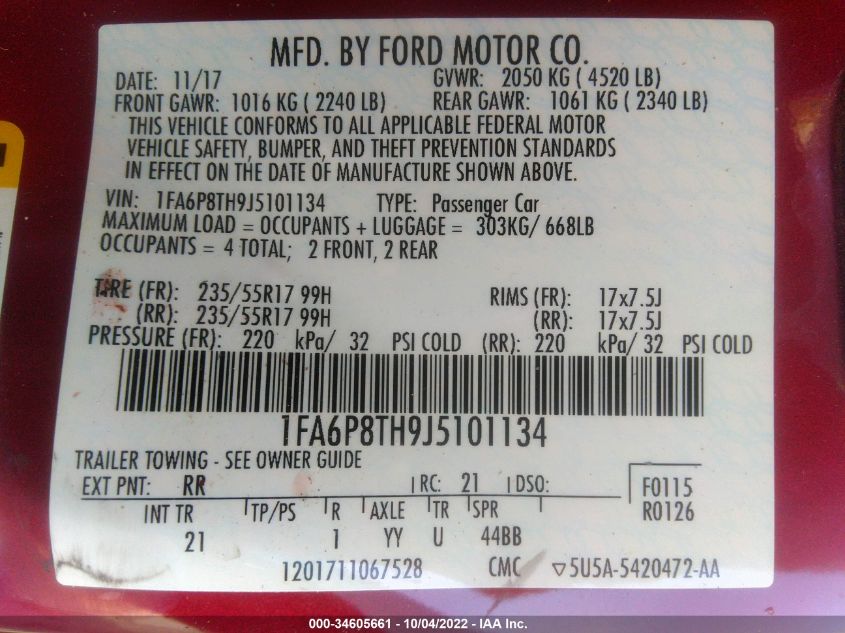 MFD. BY FORD MOTOR CO.
DATE: 11/17 GVWR: 2050 KG ( 4520 LB)
FRONT GAWR: 1016 KG ( 2240 LB) REAR GAWR: 1061 KG ( 2340 LB)
THIS VEHICLE CONFORMS TO ALL APPLICABLE FEDERAL MOTOR
VEHICLE SAFETY, BUMPER, AND THEFT PREVENTION STANDARDS
IN EFFECT ON THE DATE OF MANUFACTURE SHOWN ABOVE.
VIN: 1FA6P8TH9J5101134 TYPE: Passenger Car
MAXIMUM LOAD = OCCUPANTS + LUGGAGE = 303KG/ 668LB
OCCUPANTS = 4 TOTAL; 2 FRONT, 2 REAR
TIRE (FR): 235/55R17 99H RIMS (FR): 17x7.5J
(RR): 235/55R17 99H (RR): 17x7.5J
PRESSURE (FR): 220 kPa/ 32 PSI COLD (RR): 220 kPa/ 32 PSI COLD
1FA6P8TH9J5101134
TRAILER TOWING - SEE OWNER GUIDE
EXT PNT: RR RC: 21 DSO: F0115
INT TR TP/PS R AXLE TR SPR R0126
21 1 YY U 44BB
1201711067528 CMC ▽5U5A-5420472-AA
000-34605661 - 10/04/2022 - IAA Inc.